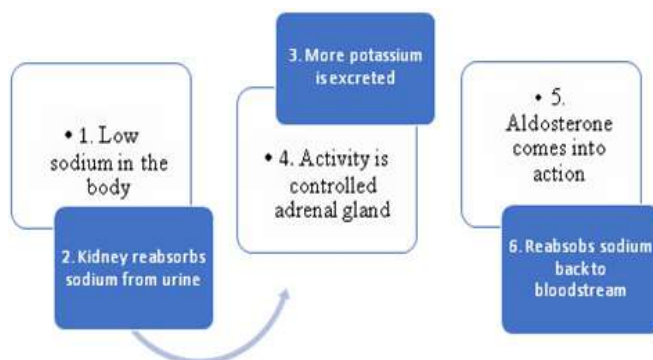 • 1. Low
sodium in the
body
2. Kidney reabsorbs
sodium from urine
3. More potassium
is excreted
• 4. Activity is
controlled
adrenal gland
• 5.
Aldosterone
comes into
action
6. Reabsobs sodium
back to
bloodstream